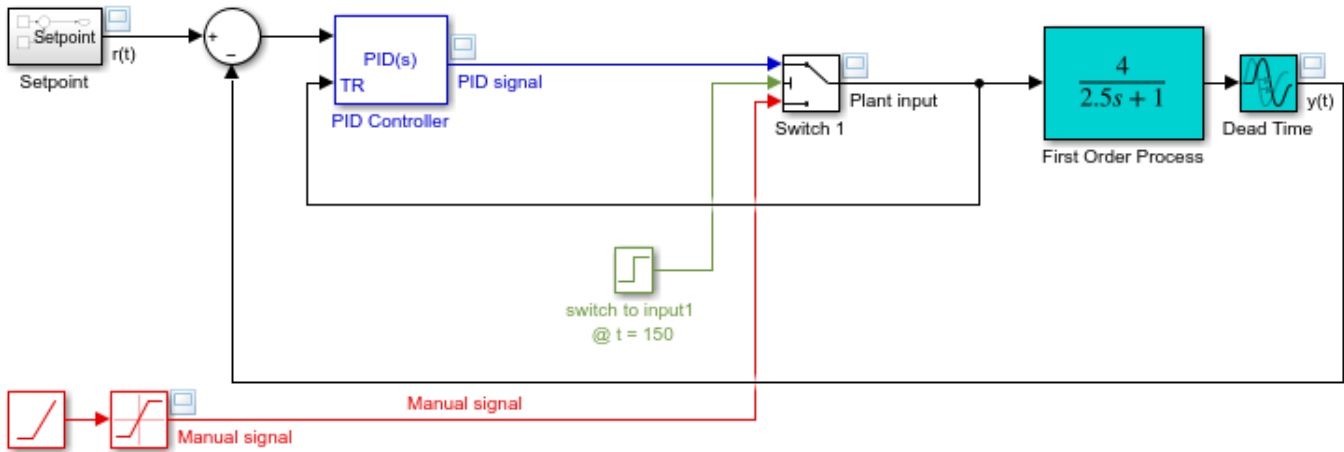 Setpoint
r(t)
Setpoint
+
−
PID(s)
TR
PID Controller
PID signal
Switch 1
Plant input
4
2.5s + 1
First Order Process
Dead Time
y(t)
switch to input1
@ t = 150
Manual signal
Manual signal